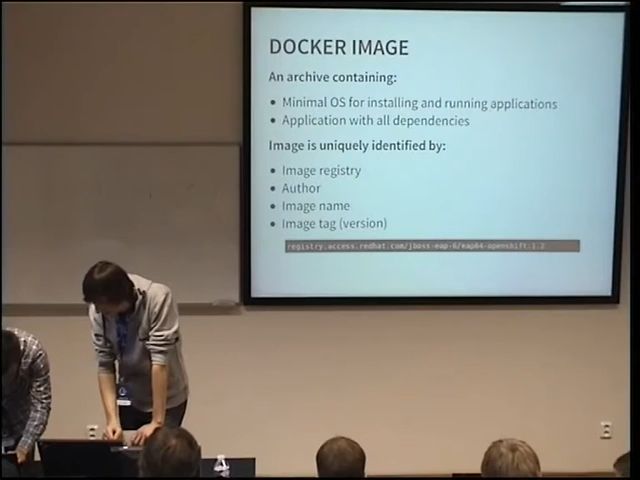 DOCKER IMAGE
An archive containing:
• Minimal OS for installing and running applications
• Application with all dependencies
Image is uniquely identified by:
• Image registry
• Author
• Image name
• Image tag (version)
registry.access.redhat.com/jboss-eap-6/eap64-openshift:1.2